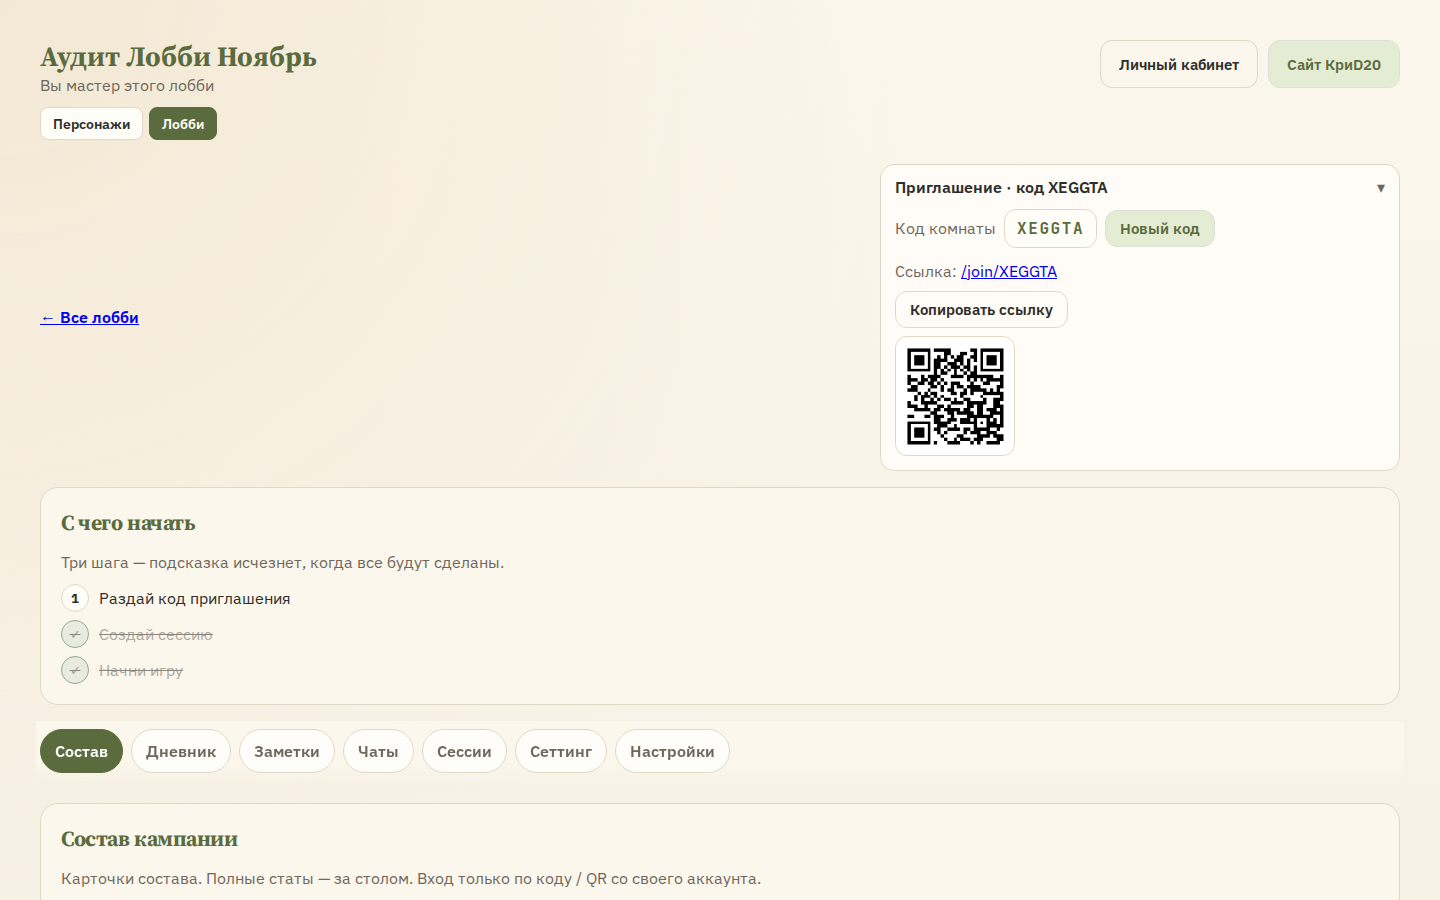 Аудит Лобби Ноябрь
Вы мастер этого лобби
Личный кабинет
Сайт КриD20
Персонажи
Лобби
Приглашение · код XEGGTA ▼
Код комнаты XEGGTA Новый код
Ссылка: /join/XEGGTA
Копировать ссылку
← Все лобби
С чего начать
Три шага — подсказка исчезнет, когда все будут сделаны.
1 Раздай код приглашения
✓ Создай сессию
✓ Начни игру
Состав Дневник Заметки Чаты Сессии Сеттинг Настройки
Состав кампании
Карточки состава. Полные статы — за столом. Вход только по коду / QR со своего аккаунта.